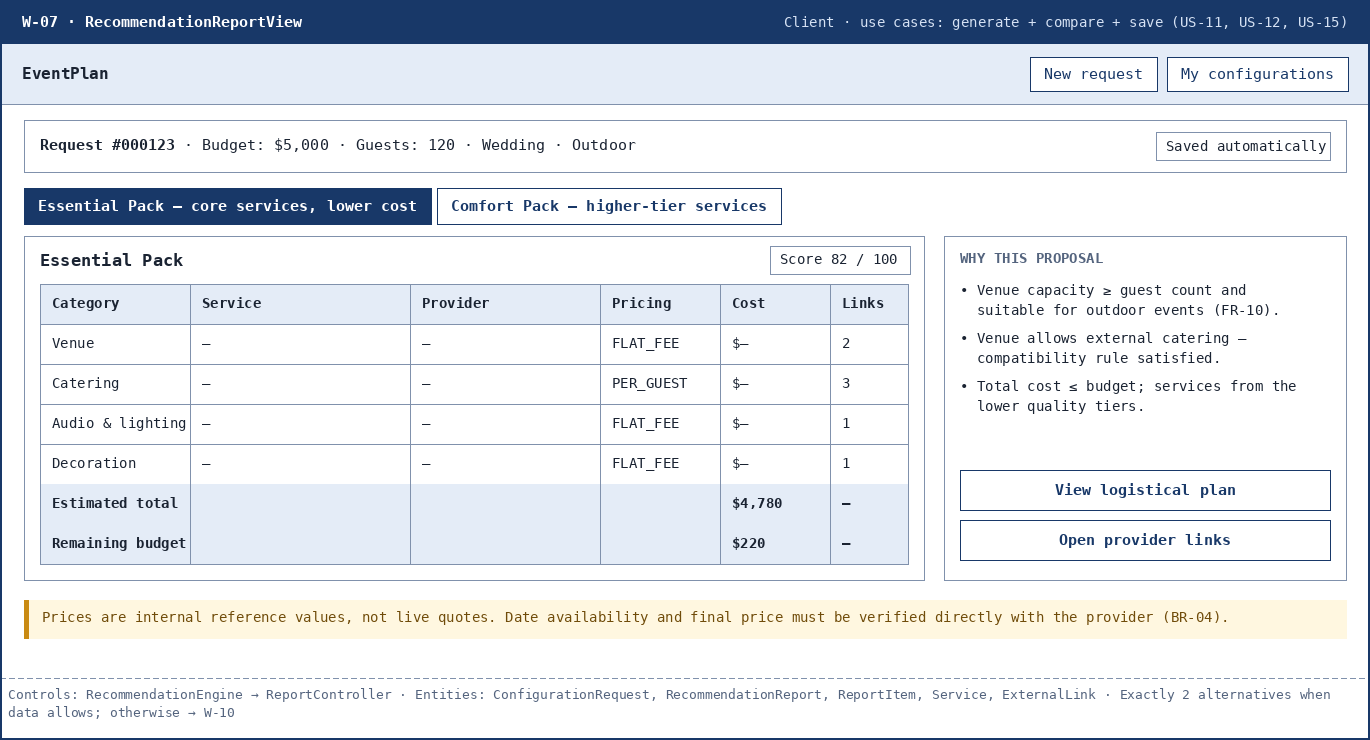 W-07 · RecommendationReportView
Client · use cases: generate + compare + save (US-11, US-12, US-15)
EventPlan
New request
My configurations
Request #000123 · Budget: $5,000 · Guests: 120 · Wedding · Outdoor
Saved automatically
Essential Pack — core services, lower cost
Comfort Pack — higher-tier services
Essential Pack
Score 82 / 100
Category Service Provider Pricing Cost Links
Venue — — FLAT_FEE $— 2
Catering — — PER_GUEST $— 3
Audio & lighting — — FLAT_FEE $— 1
Decoration — — FLAT_FEE $— 1
Estimated total $4,780 —
Remaining budget $220 —
WHY THIS PROPOSAL
• Venue capacity ≥ guest count and
suitable for outdoor events (FR-10).
• Venue allows external catering —
compatibility rule satisfied.
• Total cost ≤ budget; services from the
lower quality tiers.
View logistical plan
Open provider links
Prices are internal reference values, not live quotes. Date availability and final price must be verified directly with the provider (BR-04).
Controls: RecommendationEngine → ReportController · Entities: ConfigurationRequest, RecommendationReport, ReportItem, Service, ExternalLink · Exactly 2 alternatives when
data allows; otherwise → W-10